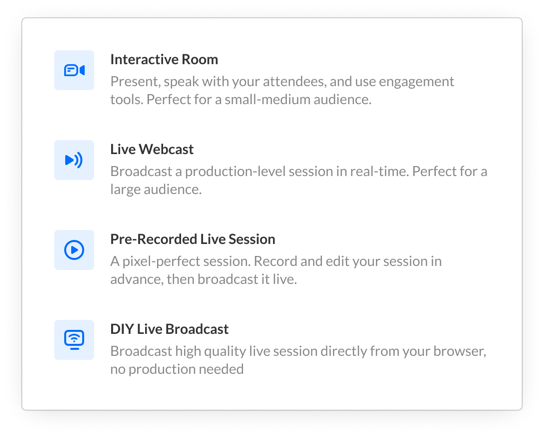 Interactive Room
Present, speak with your attendees, and use engagement
tools. Perfect for a small-medium audience.
Live Webcast
Broadcast a production-level session in real-time. Perfect for a
large audience.
Pre-Recorded Live Session
A pixel-perfect session. Record and edit your session in
advance, then broadcast it live.
DIY Live Broadcast
Broadcast high quality live session directly from your browser,
no production needed